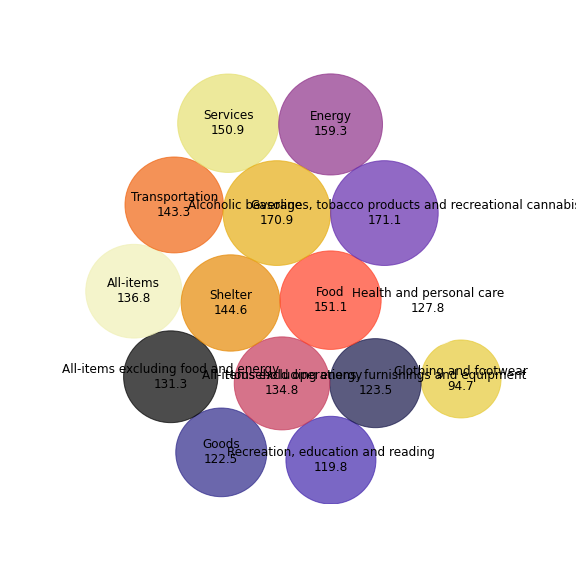 Services
150.9
Energy
159.3
Transportation
143.3
Gasoline
170.9
Alcoholic beverages, tobacco products and recreational cannabis
171.1
All-items
136.8
Shelter
144.6
Food
151.1
Health and personal care
127.8
All-items excluding food and energy
131.3
All-items excluding energy
134.8
Household operations, furnishings and equipment
123.5
Clothing and footwear
94.7
Goods
122.5
Recreation, education and reading
119.8